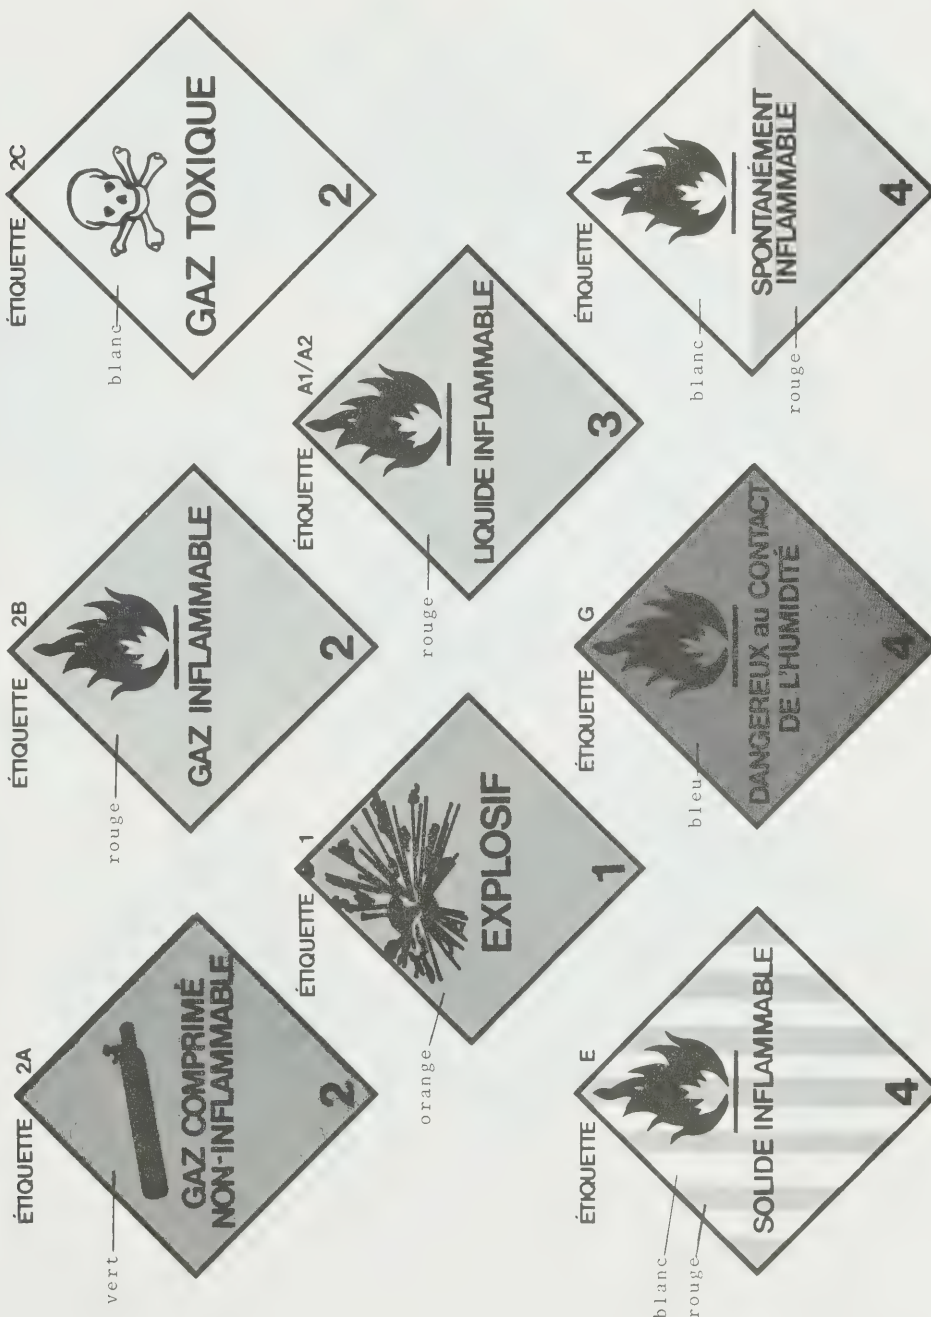 ÉTIQUETTE 2A
vert
GAZ COMPRIMÉ
NON-INFLAMMABLE
2
ÉTIQUETTE 2B
rouge
GAZ INFLAMMABLE
2
ÉTIQUETTE 2C
blanc
GAZ TOXIQUE
2
ÉTIQUETTE 1
orange
EXPLOSIF
1
ÉTIQUETTE A1/A2
rouge
LIQUIDE INFLAMMABLE
3
ÉTIQUETTE E
blanc
rouge
SOLIDE INFLAMMABLE
4
ÉTIQUETTE G
bleu
DANGEREUX au CONTACT
DE L'HUMIDITÉ
4
ÉTIQUETTE H
blanc
rouge
SPONTANÉMENT
INFLAMMABLE
4